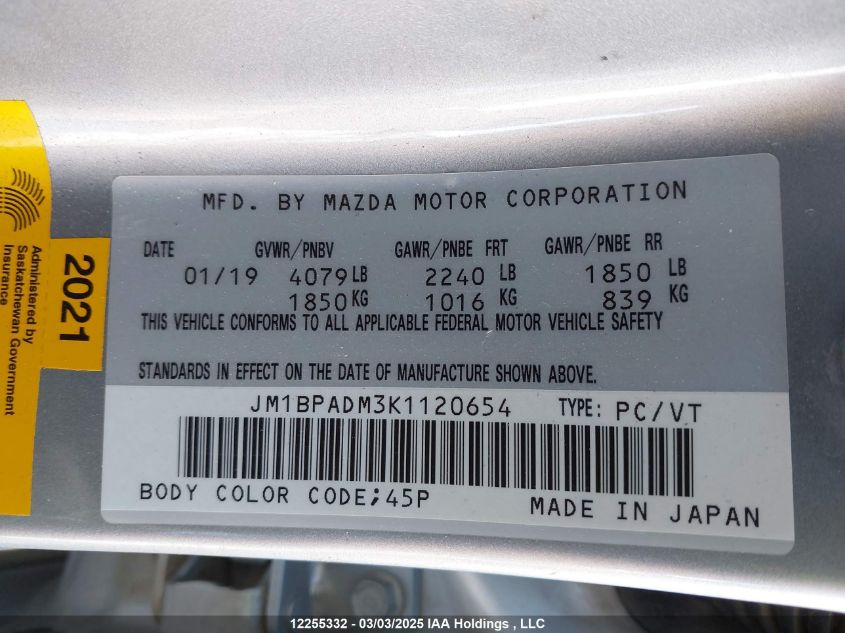 MFD. BY MAZDA MOTOR CORPORATION
DATE GVWR/PNBV GAWR/PNBE FRT GAWR/PNBE RR
01/19 4079 LB 2240 LB 1850 LB
1850 KG 1016 KG 839 KG
THIS VEHICLE CONFORMS TO ALL APPLICABLE FEDERAL MOTOR VEHICLE SAFETY
STANDARDS IN EFFECT ON THE DATE OF MANUFACTURE SHOWN ABOVE.
JM1BPADM3K1120654 TYPE: PC/VT
BODY COLOR CODE;45P MADE IN JAPAN
2021
Administered by
Saskatchewan Government
Insurance
12255332 - 03/03/2025 IAA Holdings , LLC